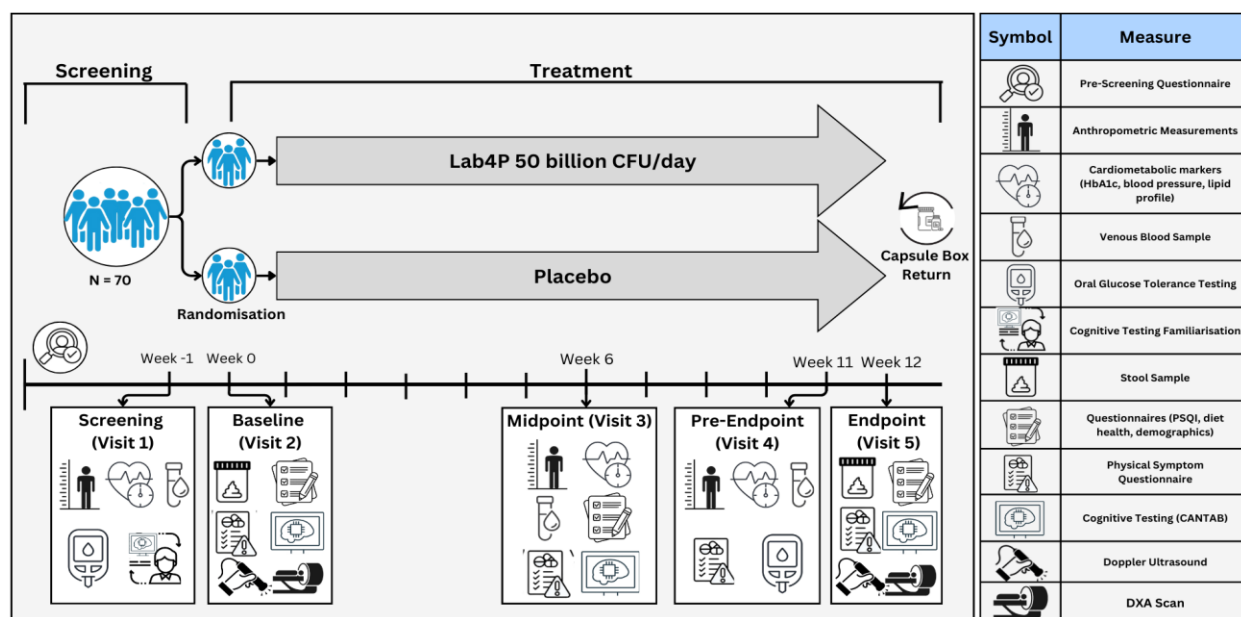 Screening
Treatment
Lab4P 50 billion CFU/day
N = 70
Placebo
Capsule Box
Return
Randomisation
Week -1
Week 0
Week 6
Week 11
Week 12
Screening
(Visit 1)
Baseline
(Visit 2)
Midpoint (Visit 3)
Pre-Endpoint
(Visit 4)
Endpoint
(Visit 5)
Symbol
Measure
Pre-Screening Questionnaire
Anthropometric Measurements
Cardiometabolic markers
(HbA1c, blood pressure, lipid
profile)
Venous Blood Sample
Oral Glucose Tolerance Testing
Cognitive Testing Familiarisation
Stool Sample
Questionnaires (PSQI, diet
health, demographics)
Physical Symptom
Questionnaire
Cognitive Testing (CANTAB)
Doppler Ultrasound
DXA Scan